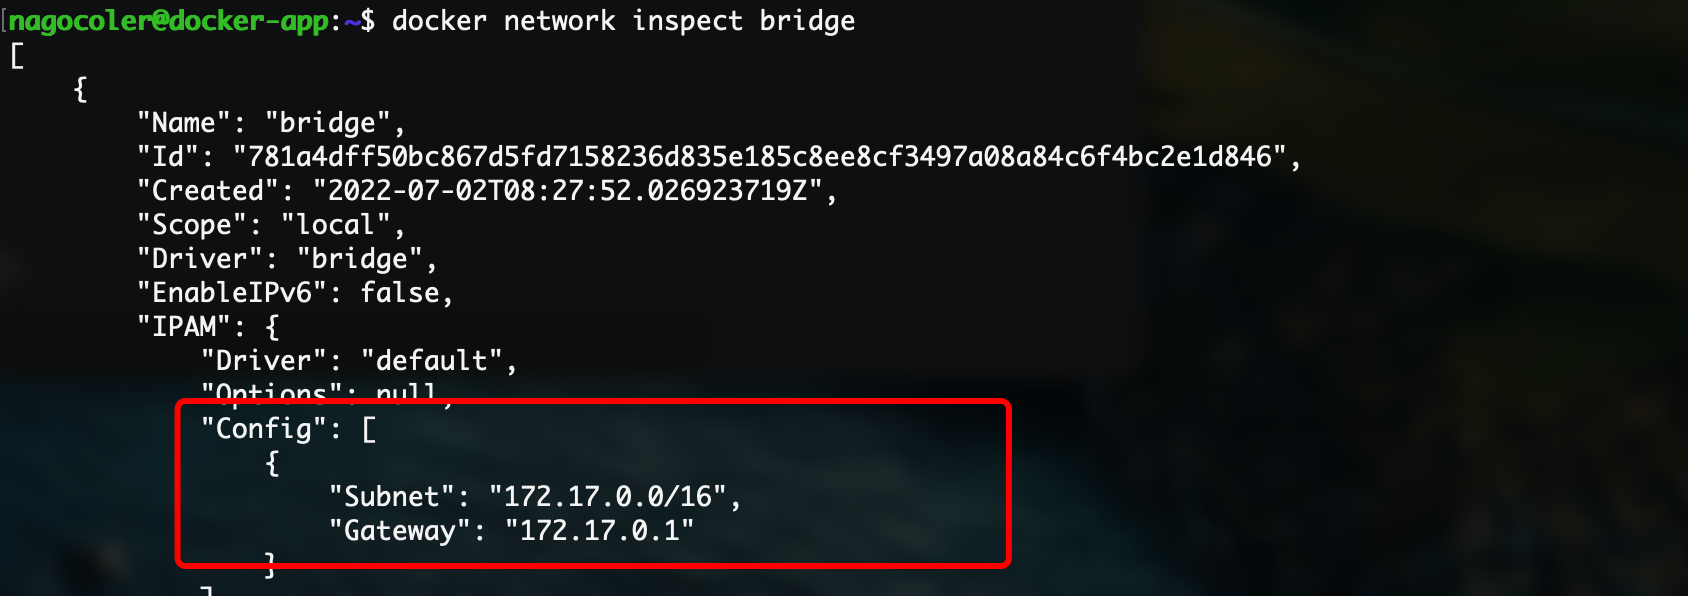 [nagocoler@docker-app:~$ docker network inspect bridge
[
    {
        "Name": "bridge",
        "Id": "781a4dff50bc867d5fd7158236d835e185c8ee8cf3497a08a84c6f4bc2e1d846",
        "Created": "2022-07-02T08:27:52.026923719Z",
        "Scope": "local",
        "Driver": "bridge",
        "EnableIPv6": false,
        "IPAM": {
            "Driver": "default",
            "Options": null,
            "Config": [
                {
                    "Subnet": "172.17.0.0/16",
                    "Gateway": "172.17.0.1"
                }
            ]